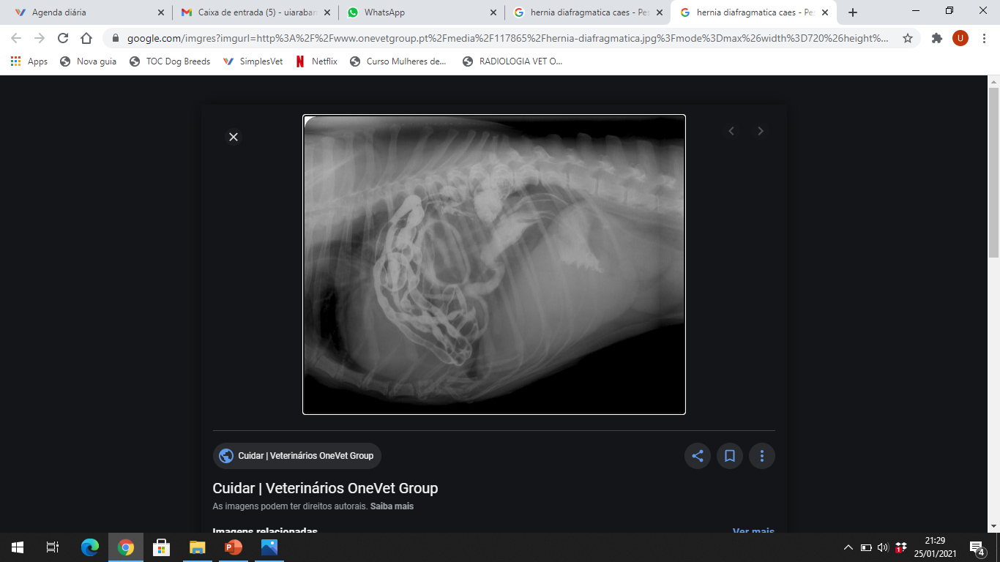 Agenda diária
Caixa de entrada (5) - uiarabar
WhatsApp
hernia diafragmatica caes - Pes
hernia diafragmatica caes - Pes
google.com/imgres?imgurl=http%3A%2F%2Fwww.onevetgroup.pt%2Fmedia%2F117865%2Fhernia-diafragmatica.jpg%3Fmode%3Dmax%26width%3D720%26height%...
U
Apps
Nova guia
TOC Dog Breeds
SimplesVet
Netflix
Curso Mulheres de...
RADIOLOGIA VET O...
Cuidar | Veterinários OneVet Group
Cuidar | Veterinários OneVet Group
As imagens podem ter direitos autorais. Saiba mais
Imagens relacionadas
Ver mais
21:29
25/01/2021
1
4